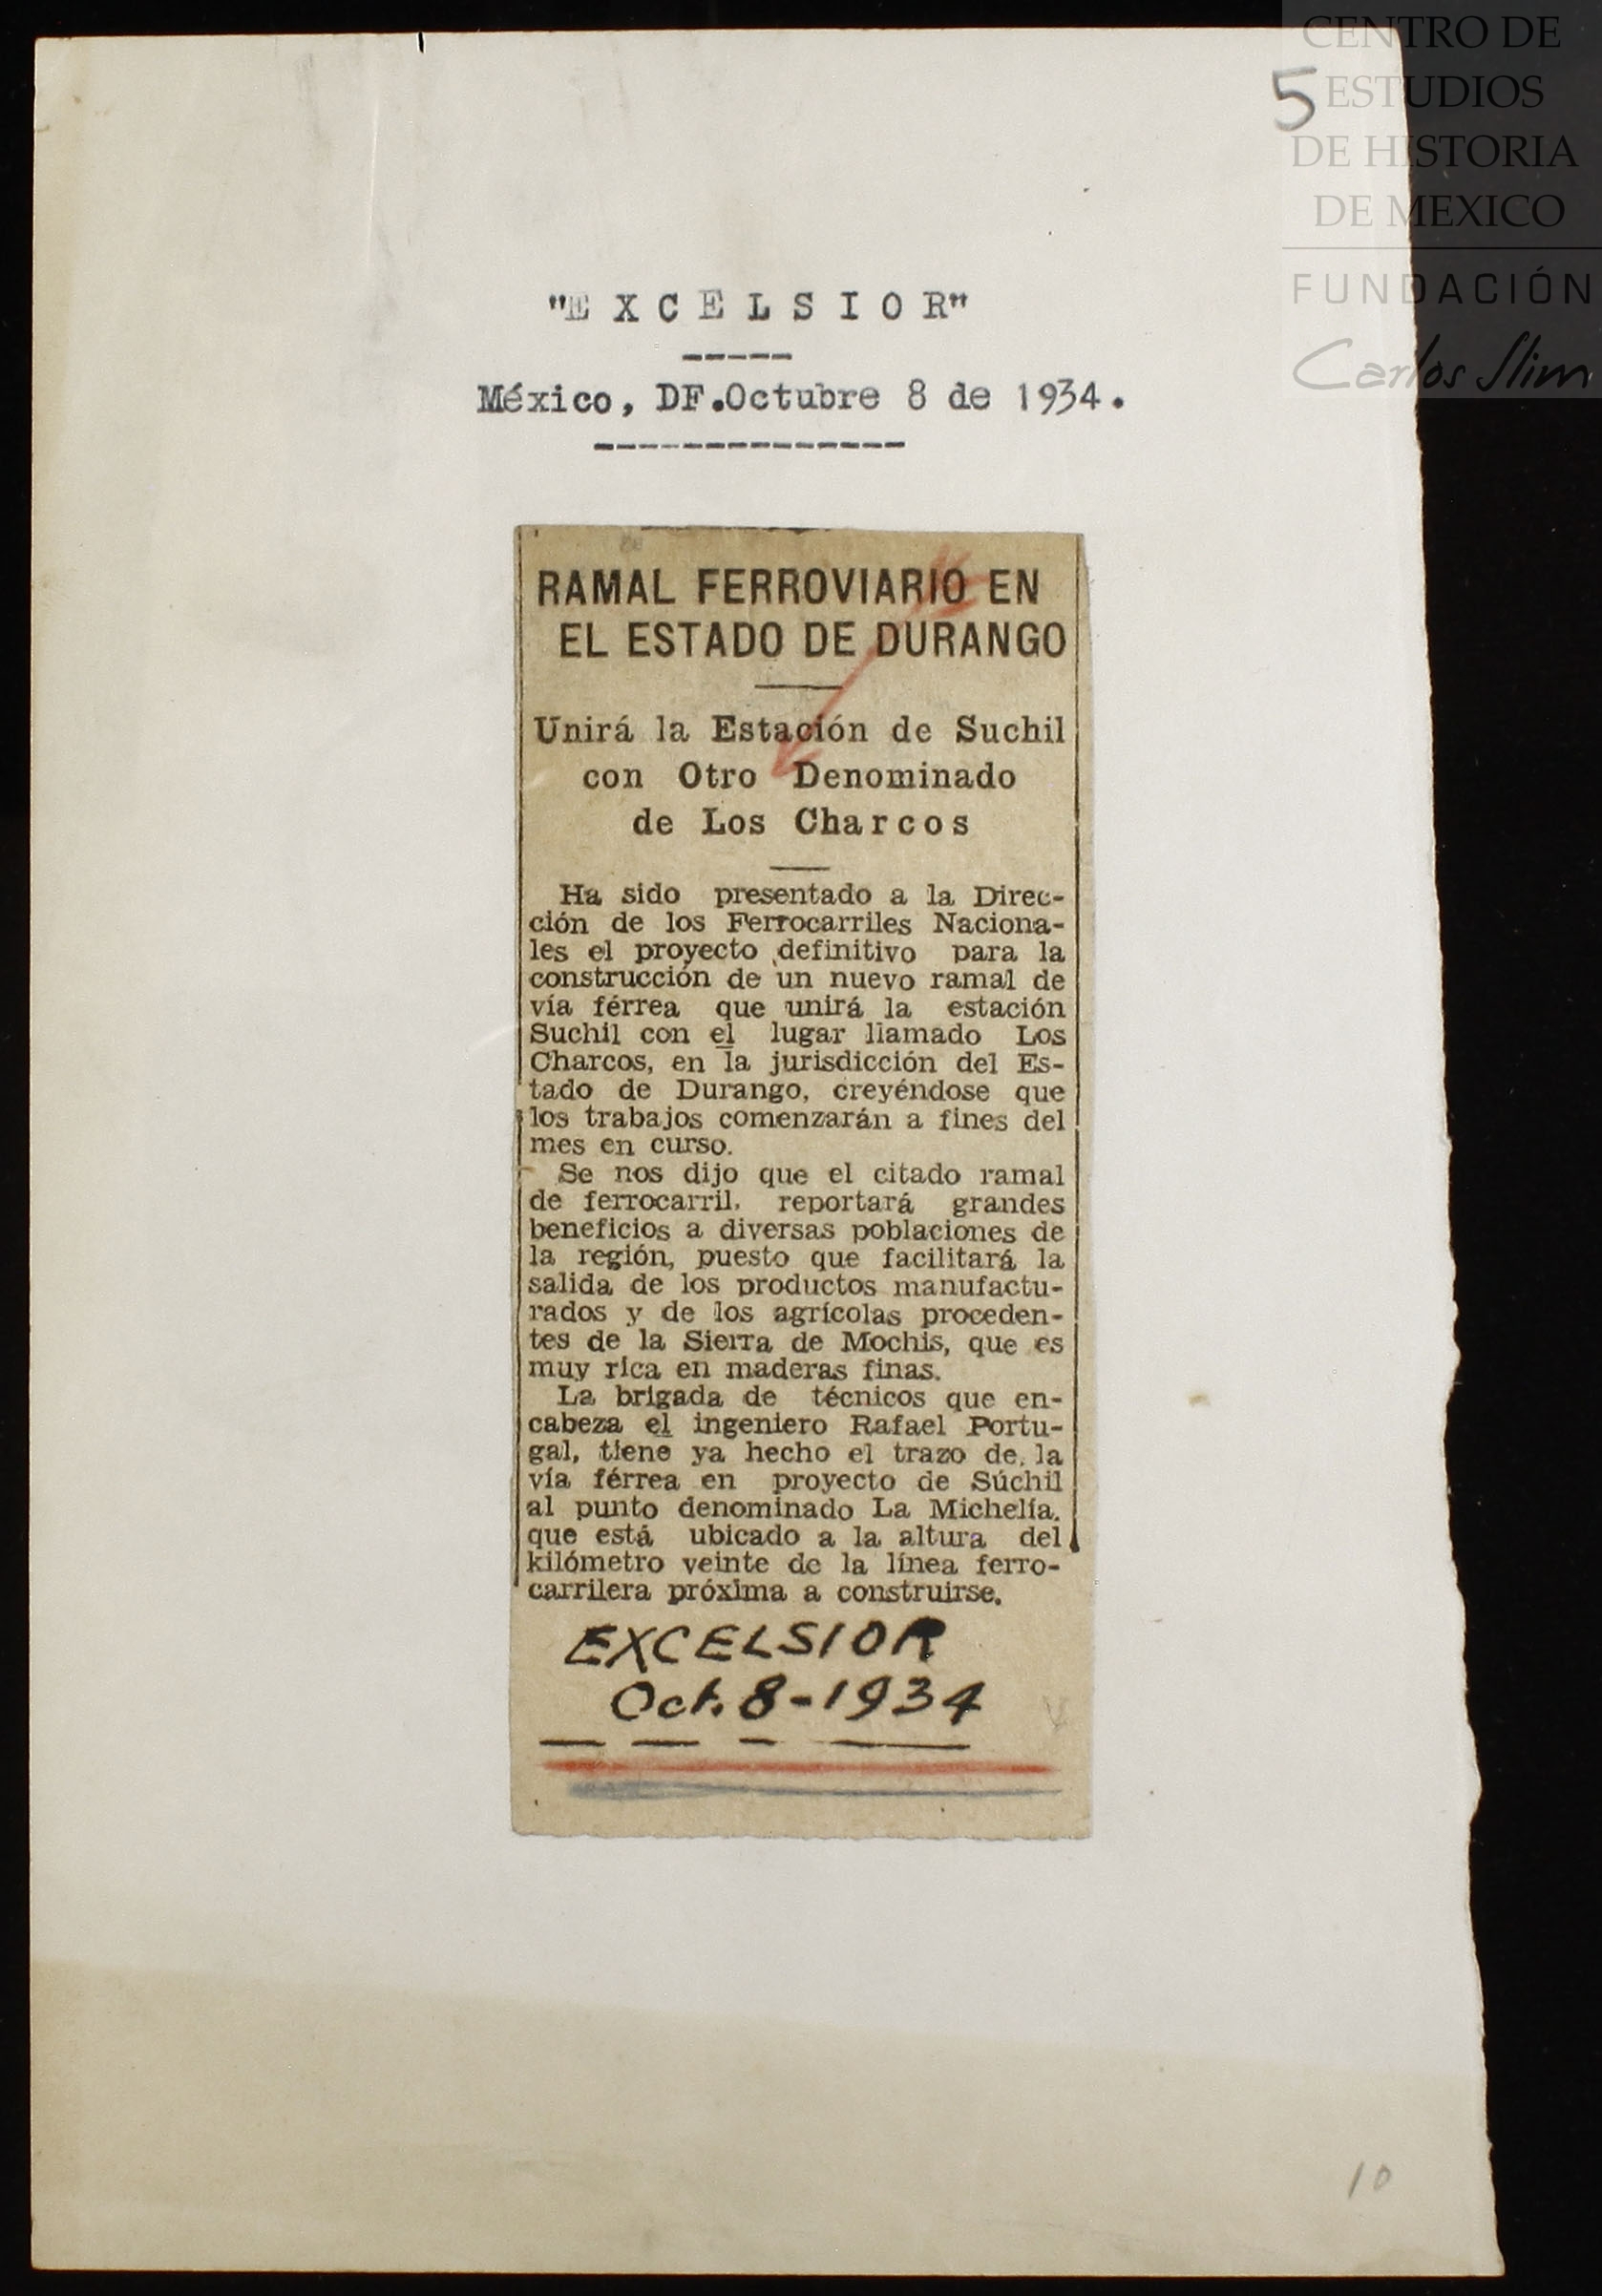 CENTRO DE
5 ESTUDIOS
DE HISTORIA
DE MEXICO
FUNDACIÓN
Carlos Slim
"E X C E L S I O R"
-----
México, DF.Octubre 8 de 1934.
---------------
RAMAL FERROVIARIO EN
EL ESTADO DE DURANGO
Unirá la Estación de Suchil
con Otro Denominado
de Los Charcos
Ha sido presentado a la Direc-
ción de los Ferrocarriles Naciona-
les el proyecto definitivo para la
construcción de un nuevo ramal de
vía férrea que unirá la estación
Suchil con el lugar llamado Los
Charcos, en la jurisdicción del Es-
tado de Durango, creyéndose que
los trabajos comenzarán a fines del
mes en curso.
Se nos dijo que el citado ramal
de ferrocarril, reportará grandes
beneficios a diversas poblaciones de
la región, puesto que facilitará la
salida de los productos manufactu-
rados y de los agrícolas proceden-
tes de la Sierra de Mochis, que es
muy rica en maderas finas.
La brigada de técnicos que en-
cabeza el ingeniero Rafael Portu-
gal, tiene ya hecho el trazo de la
vía férrea en proyecto de Súchil
al punto denominado La Michelía,
que está ubicado a la altura del
kilómetro veinte de la línea ferro-
carrilera próxima a construirse.
EXCELSIOR
Oct. 8-1934
10